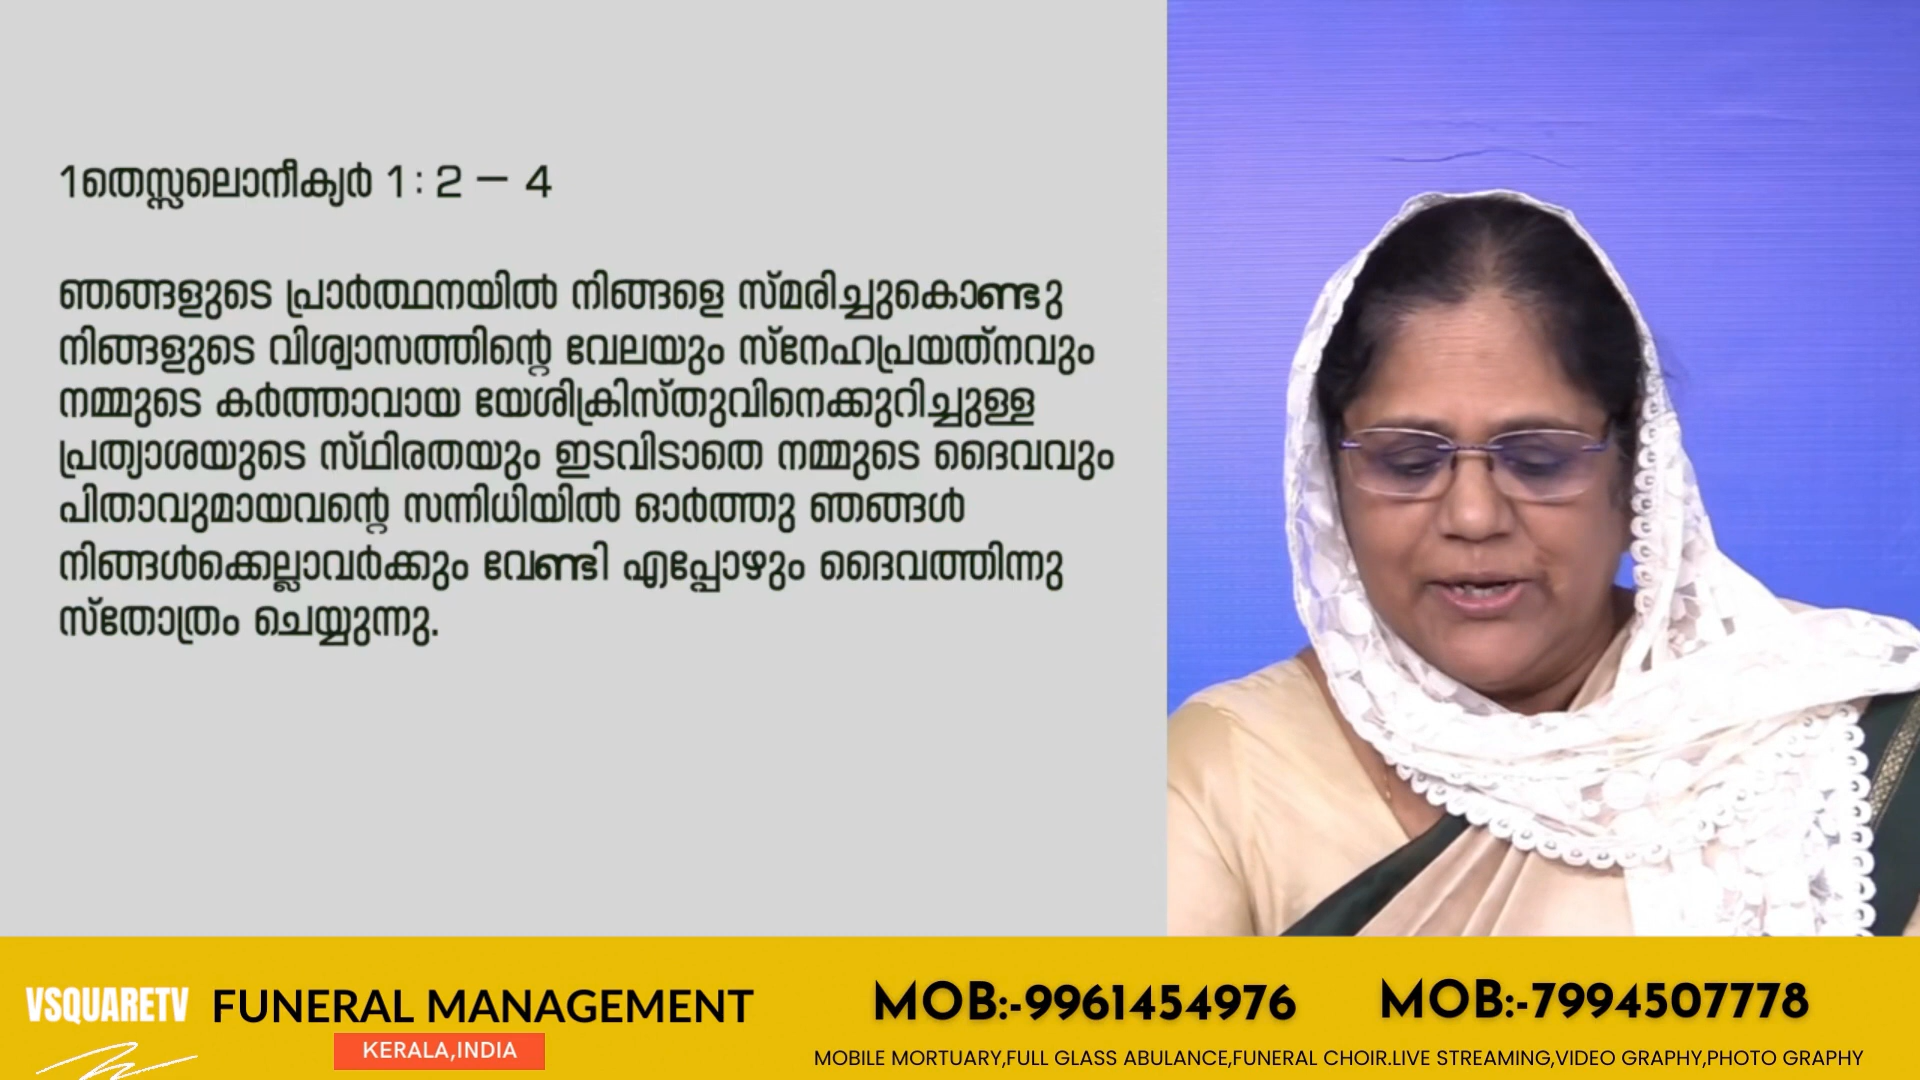 1തെസ്സലൊനീക്യർ 1 : 2 – 4
ഞങ്ങളുടെ പ്രാർത്ഥനയിൽ നിങ്ങളെ സ്മരിച്ചുകൊണ്ടു
നിങ്ങളുടെ വിശ്വാസത്തിന്റെ വേലയും സ്നേഹപ്രയത്നവും
നമ്മുടെ കർത്താവായ യേശിക്രിസ്തുവിനെക്കുറിച്ചുള്ള
പ്രത്യാശയുടെ സ്ഥിരതയും ഇടവിടാതെ നമ്മുടെ ദൈവവും
പിതാവുമായവന്റെ സന്നിധിയിൽ ഓർത്തു ഞങ്ങൾ
നിങ്ങൾക്കെല്ലാവർക്കും വേണ്ടി എപ്പോഴും ദൈവത്തിന്നു
സ്തോത്രം ചെയ്യുന്നു.
VSQUARETV FUNERAL MANAGEMENT MOB:-9961454976 MOB:-7994507778
KERALA,INDIA
MOBILE MORTUARY,FULL GLASS ABULANCE,FUNERAL CHOIR.LIVE STREAMING,VIDEO GRAPHY,PHOTO GRAPHY